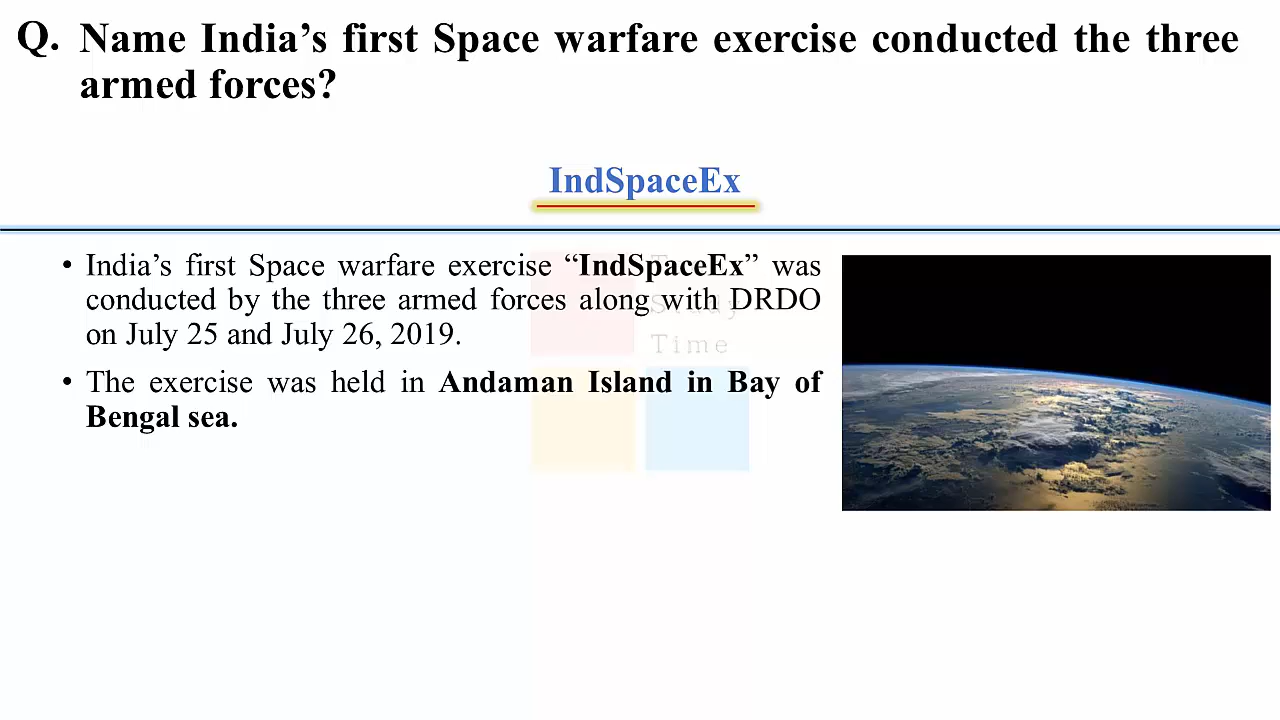 Q. Name India’s first Space warfare exercise conducted the three
armed forces?
IndSpaceEx
• India’s first Space warfare exercise “IndSpaceEx” was
conducted by the three armed forces along with DRDO
on July 25 and July 26, 2019.
• The exercise was held in Andaman Island in Bay of
Bengal sea.
Study
Time